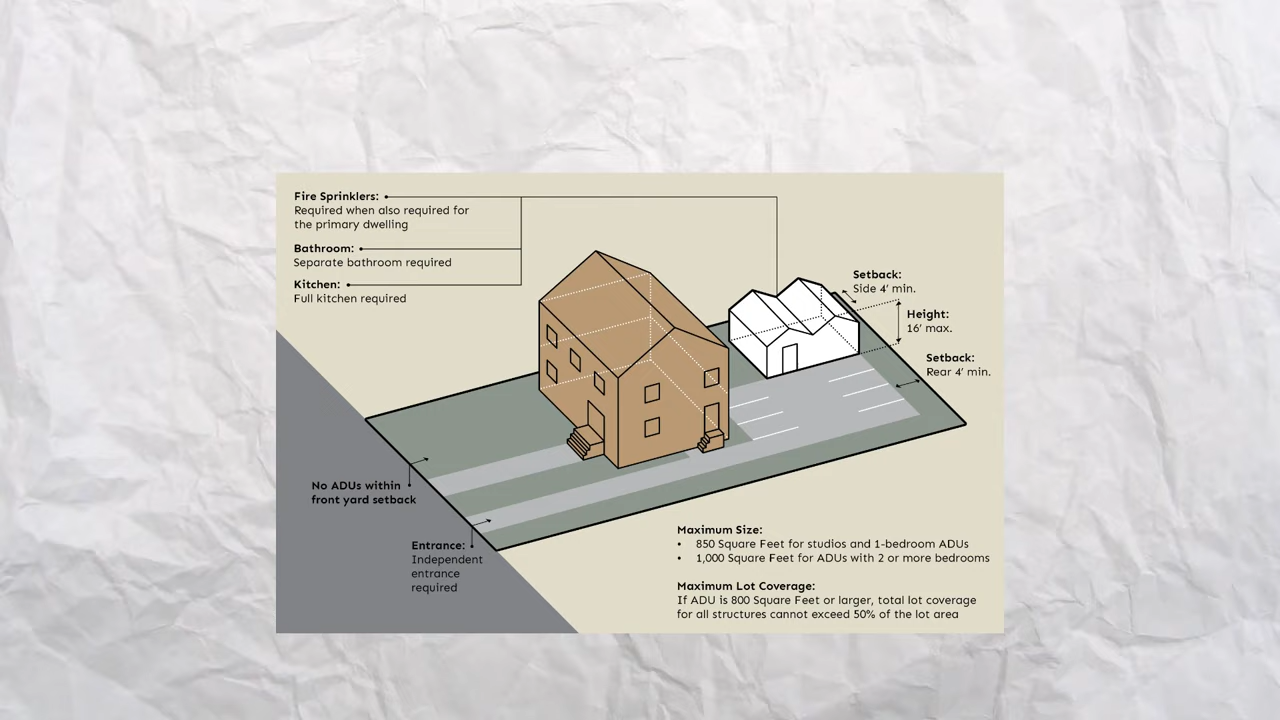 Fire Sprinklers:
Required when also required for
the primary dwelling
Bathroom:
Separate bathroom required
Kitchen:
Full kitchen required
Setback:
Side 4' min.
Height:
16' max.
Setback:
Rear 4' min.
No ADUs within
front yard setback
Entrance:
Independent
entrance
required
Maximum Size:
• 850 Square Feet for studios and 1-bedroom ADUs
• 1,000 Square Feet for ADUs with 2 or more bedrooms
Maximum Lot Coverage:
If ADU is 800 Square Feet or larger, total lot coverage
for all structures cannot exceed 50% of the lot area